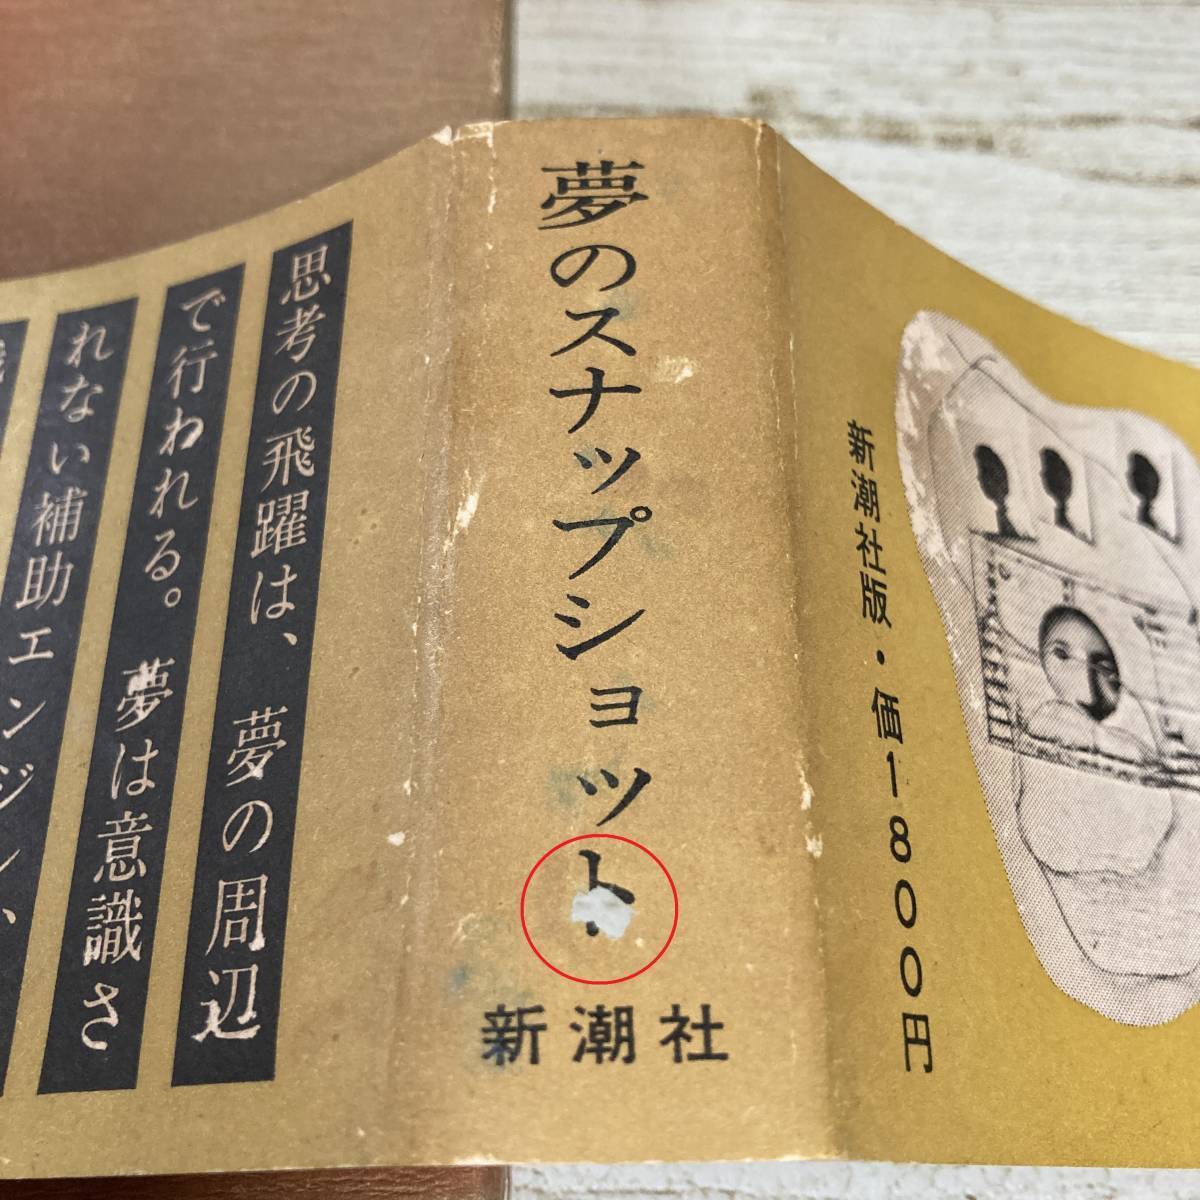 新潮社版・価1800円
夢のスナップショット
新潮社
思考の飛躍は、夢の周辺
で行われる。夢は意識さ
れない補助エンジン、